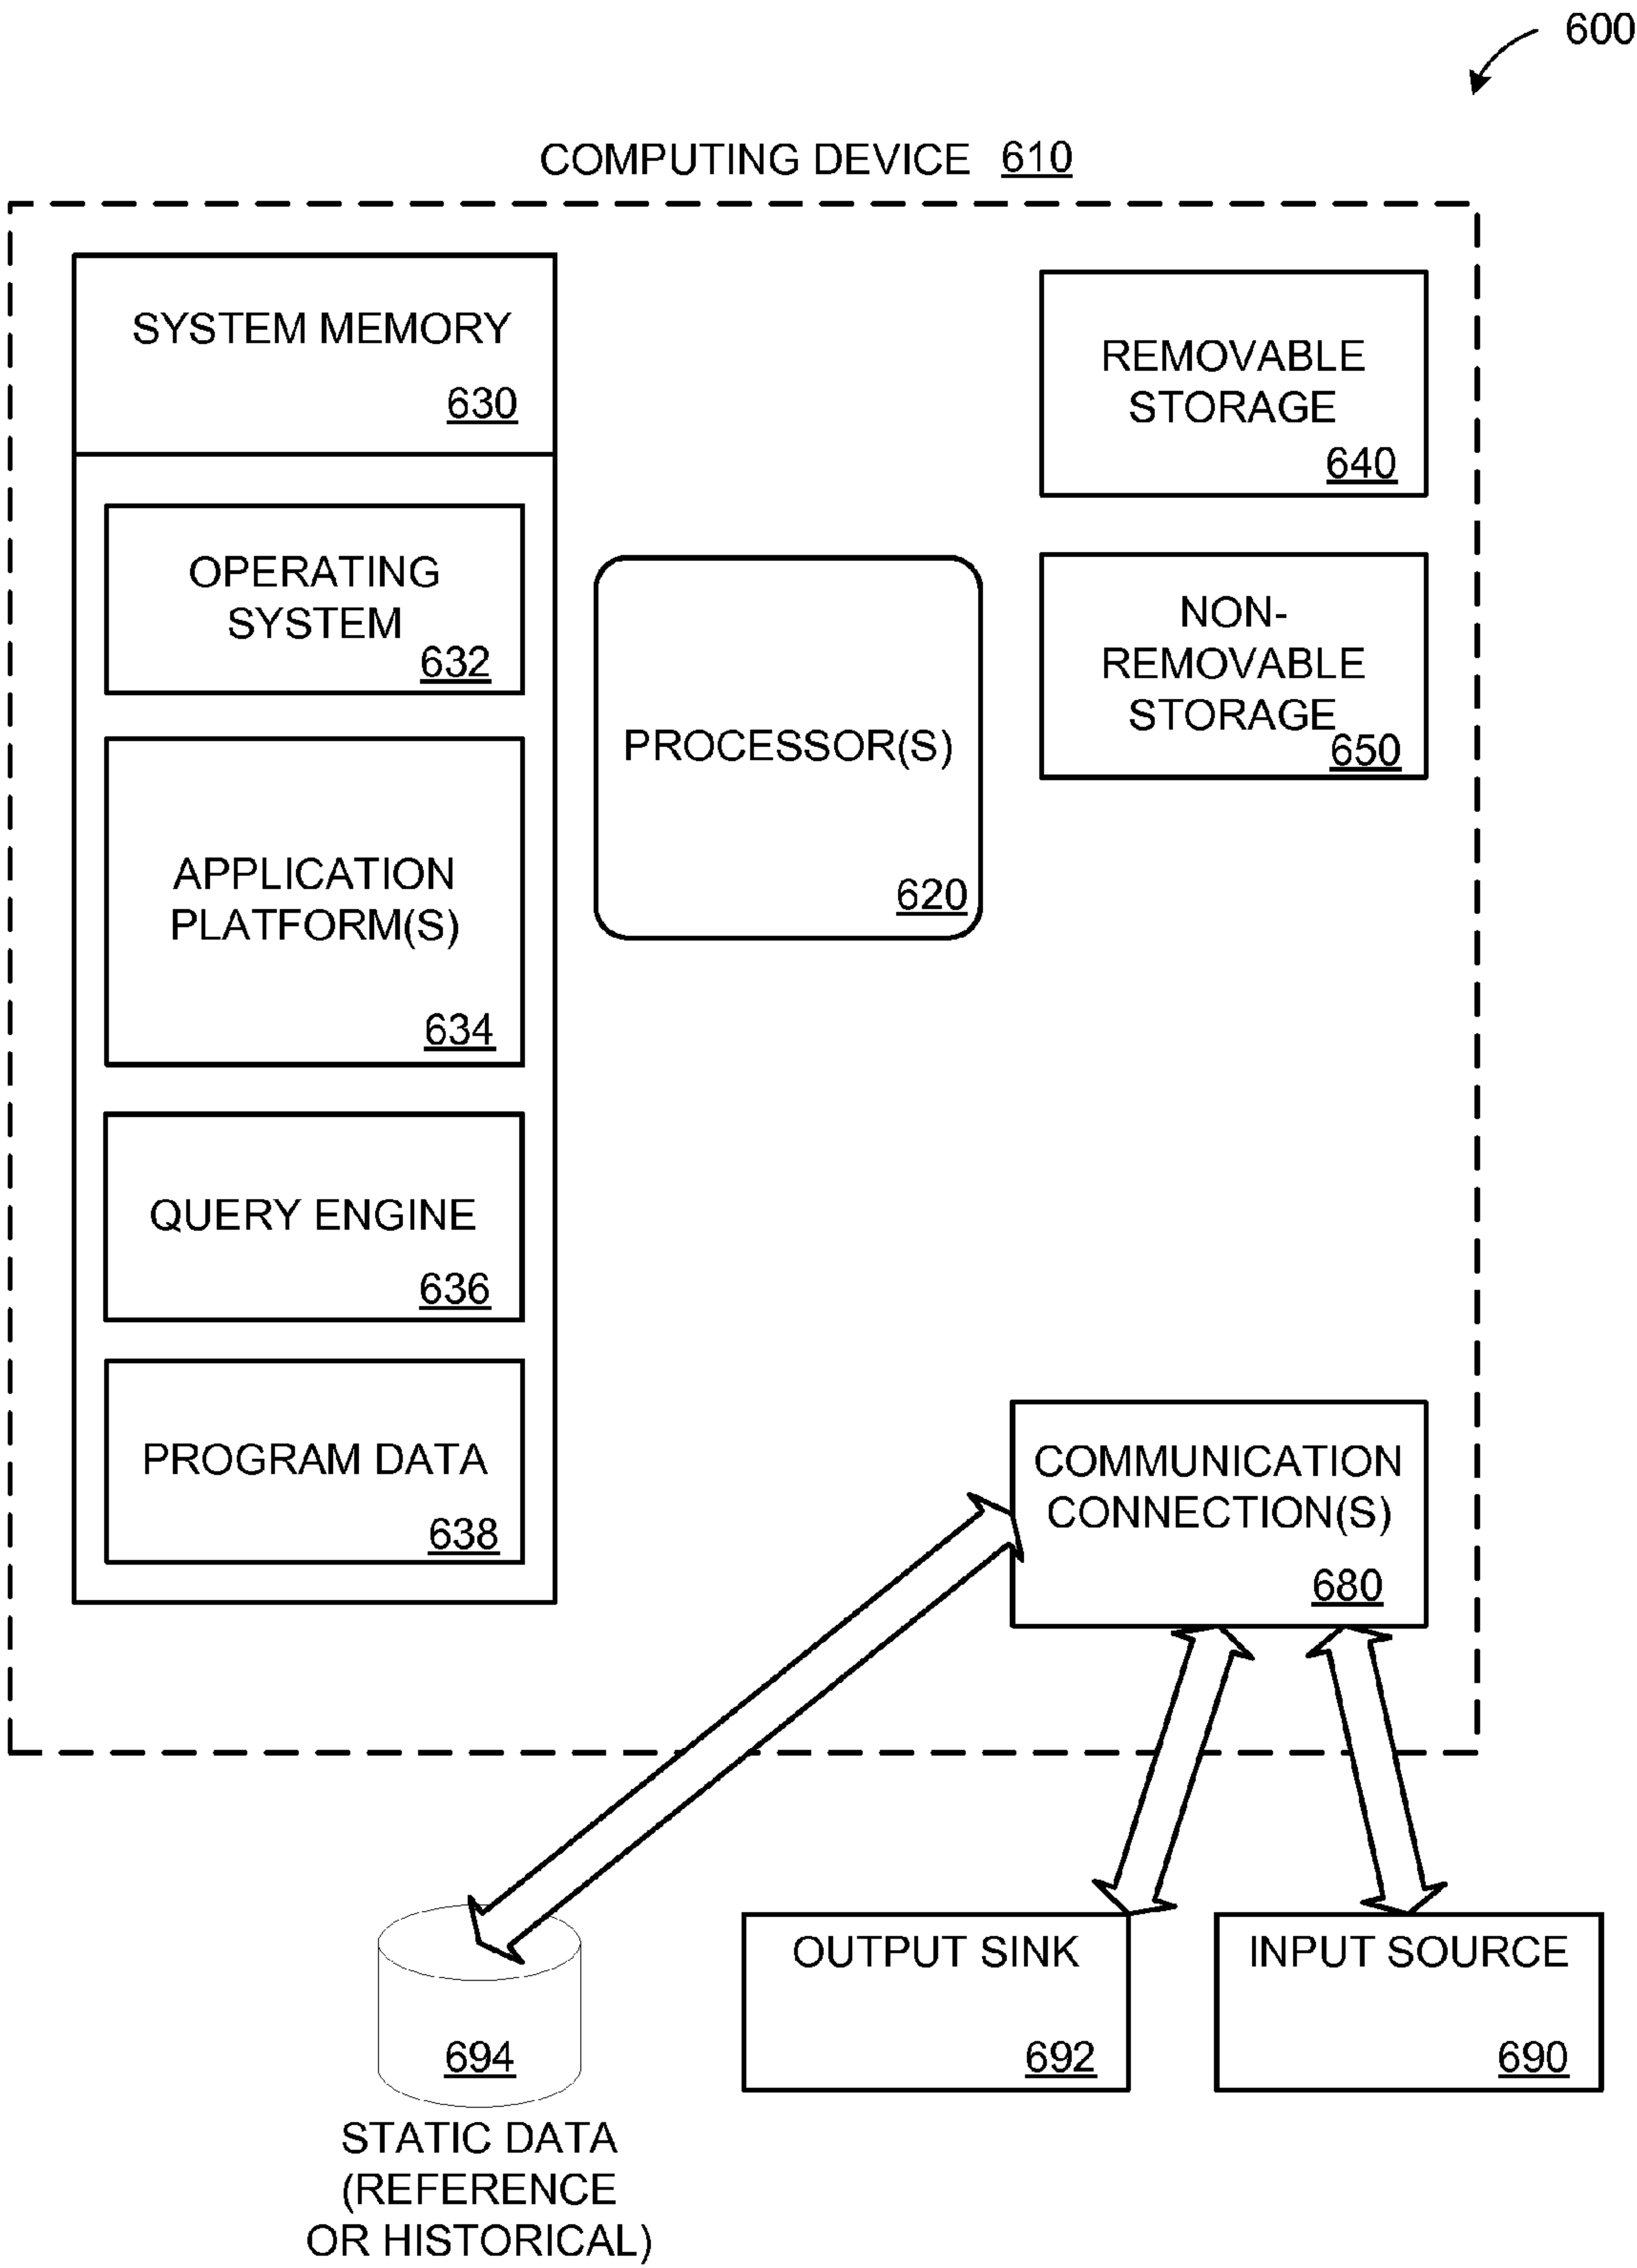 600
COMPUTING DEVICE 610
SYSTEM MEMORY
630
OPERATING
SYSTEM
632
APPLICATION
PLATFORM(S)
634
QUERY ENGINE
636
PROGRAM DATA
638
PROCESSOR(S)
620
REMOVABLE
STORAGE
640
NON-
REMOVABLE
STORAGE
650
COMMUNICATION
CONNECTION(S)
680
694
STATIC DATA
(REFERENCE
OR HISTORICAL)
OUTPUT SINK
692
INPUT SOURCE
690